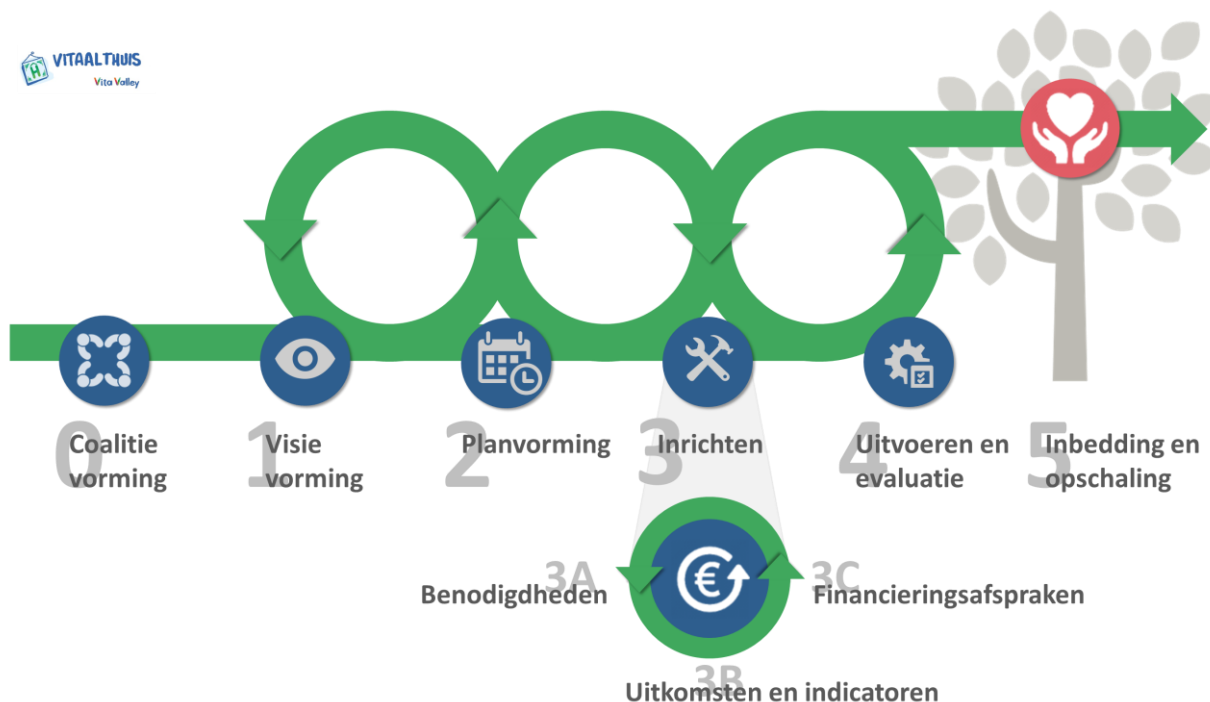 VITAALTHUIS
Vita Valley
0 Coalitie
vorming
1 Visie
vorming
2 Planvorming
3 Inrichten
4 Uitvoeren en
evaluatie
5 Inbedding en
opschaling
3A
Benodigdheden
3C
Financieringsafspraken
3B
Uitkomsten en indicatoren